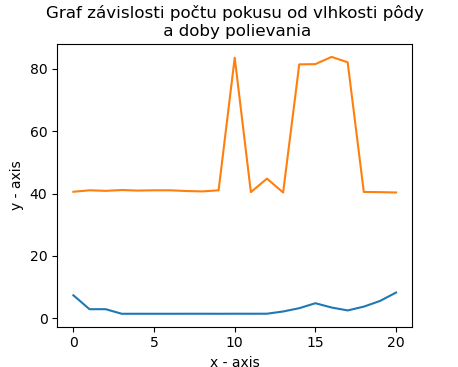 Graf závislosti počtu pokusu od vlhkosti pôdy
a doby polievania
80
60
40
20
0
y - axis
0 5 10 15 20
x - axis